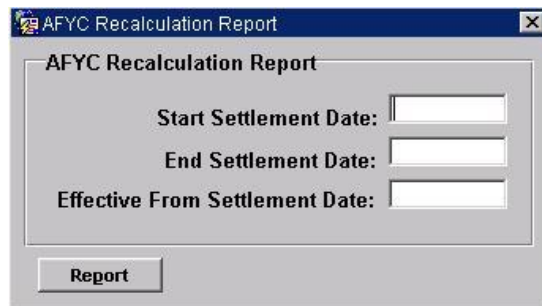 AFYC Recalculation Report
AFYC Recalculation Report
Start Settlement Date:
End Settlement Date:
Effective From Settlement Date:
Report